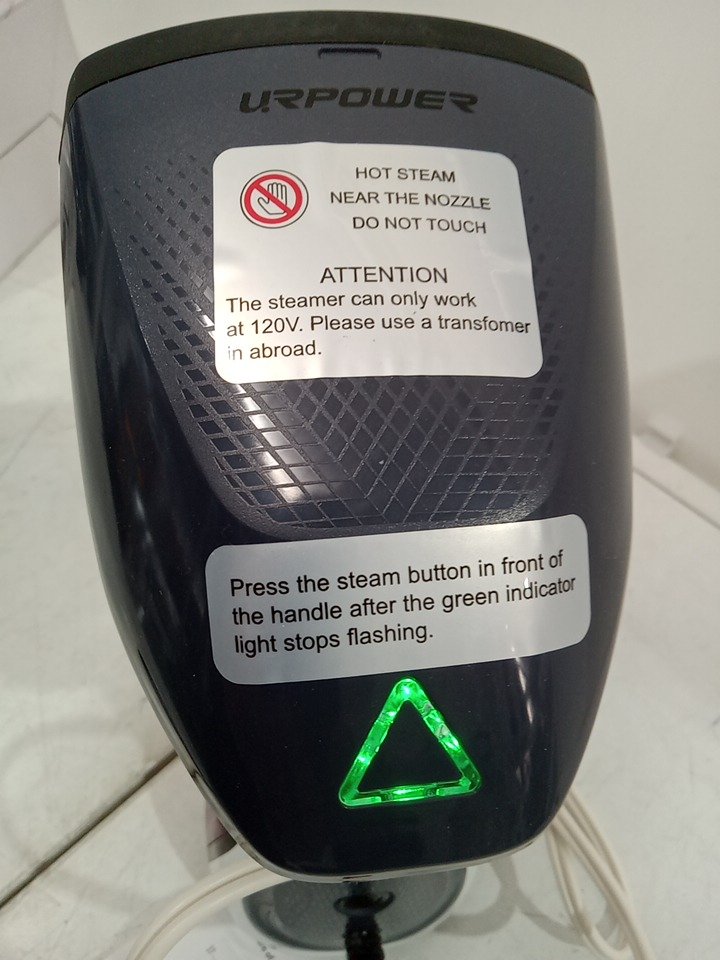 URPOWER
HOT STEAM
NEAR THE NOZZLE
DO NOT TOUCH
ATTENTION
The steamer can only work
at 120V. Please use a transfomer
in abroad.
Press the steam button in front of
the handle after the green indicator
light stops flashing.